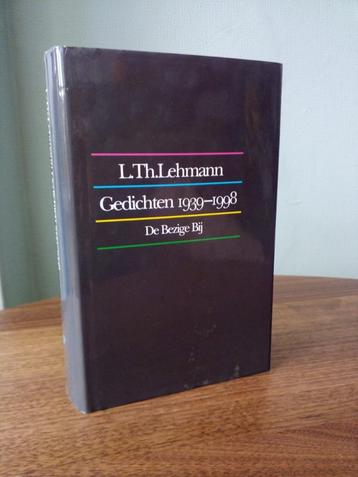 L.Th.Lehmann
Gedichten 1939–1998
De Bezige Bij